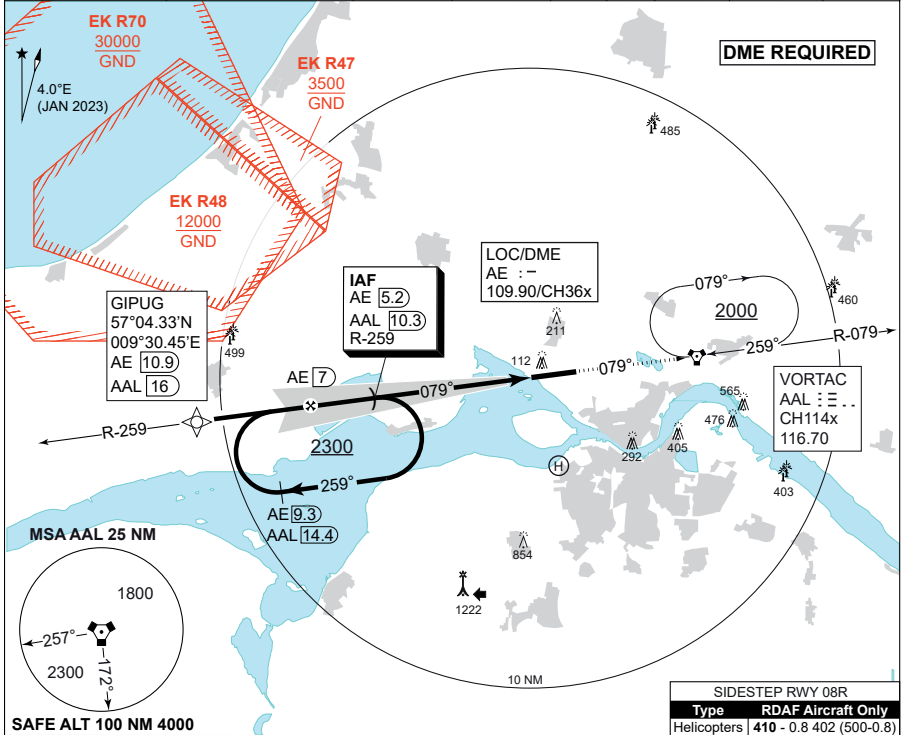 EK R70
30000
GND
EK R47
3500
GND
DME REQUIRED
4.0°E
(JAN 2023)
485
EK R48
12000
GND
LOC/DME
AE : –
109.90/CH36x
IAF
AE 5.2
AAL 10.3
R-259
GIPUG
57°04.33'N
009°30.45'E
AE 10.9
AAL 16
079°
2000
460
499
211
259°
R-079
112
AE 7
079°
079°
VORTAC
AAL
CH114x
116.70
565
476
R-259
2300
292
405
H
259°
403
AE 9.3
AAL 14.4
MSA AAL 25 NM
854
1800
1222
257°
2300
172°
10 NM
SAFE ALT 100 NM 4000
SIDESTEP RWY 08R
Type RDAF Aircraft Only
Helicopters 410 - 0.8 402 (500-0.8)